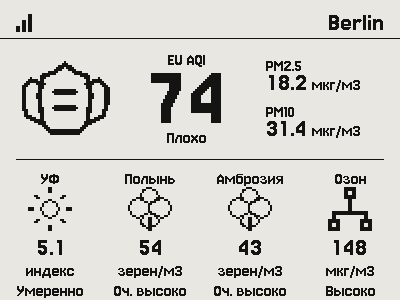 Berlin
EU AQI
74
Плохо
PM2.5
18.2 мкг/м3
PM10
31.4 мкг/м3
УФ Полынь Амброзия Озон
5.1 54 43 148
индекс зерен/м3 зерен/м3 мкг/м3
Умеренно Оч. высоко Оч. высоко Высоко